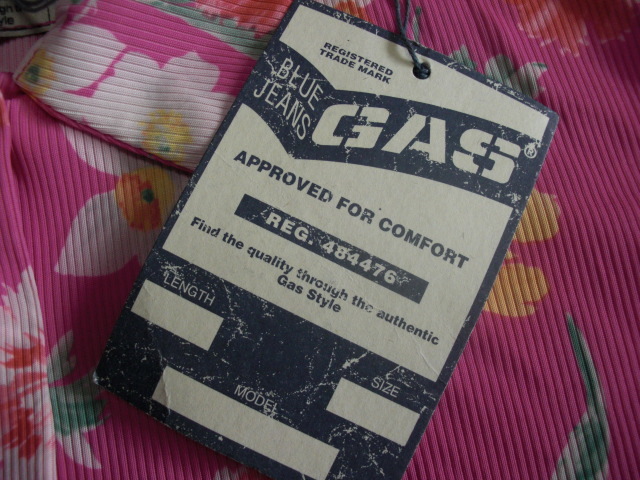 REGISTERED
TRADE MARK
BLUE
JEANS
GAS®
APPROVED FOR COMFORT
REG. 484476
Find the quality through the authentic
Gas Style
LENGTH
MODEL
SIZE
Style